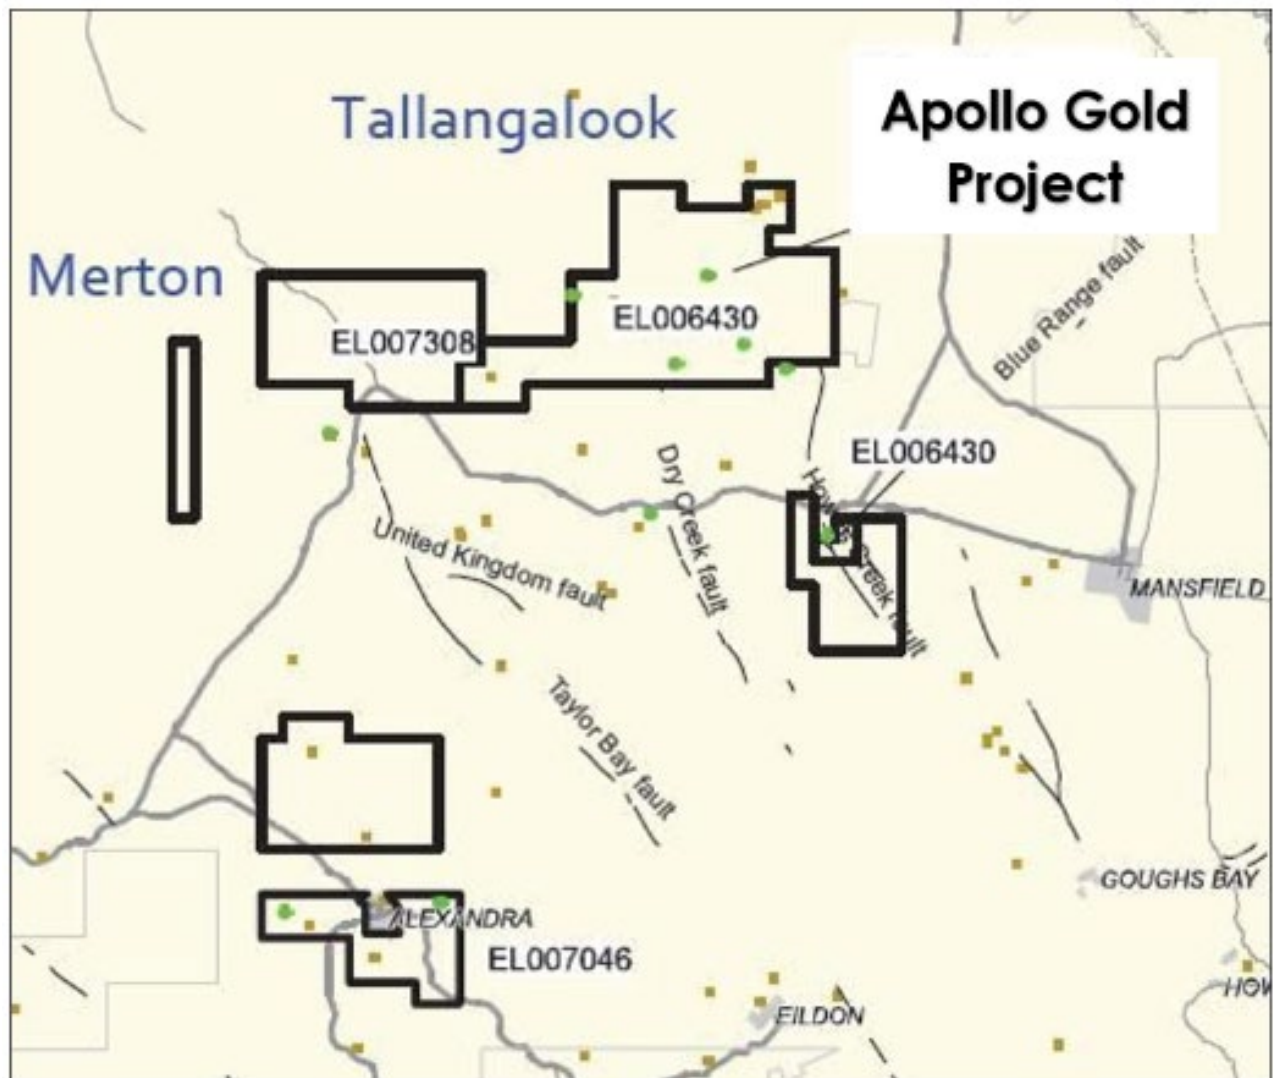 Tallangalook
Apollo Gold
Project
Merton
Blue Range fault
EL006430
EL007308
EL006430
Dry Creek fault
United Kingdom fault
MANSFIELD
Taylor Bay fault
GOUGHS BAY
ALEXANDRA
EL007046
EILDON